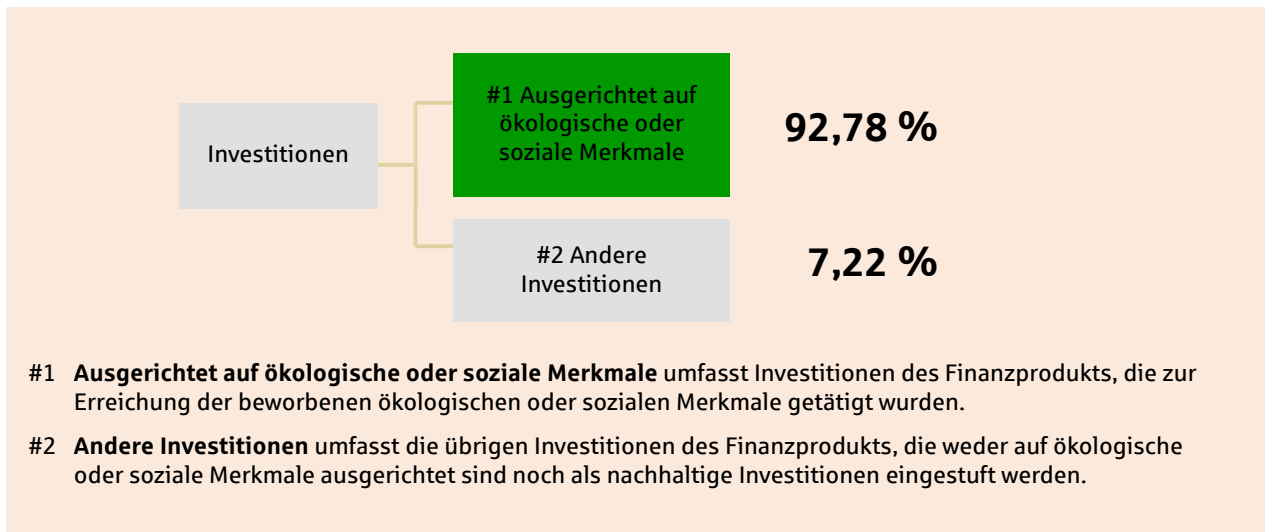 #1 Ausgerichtet auf
ökologische oder
soziale Merkmale
92,78 %
Investitionen
#2 Andere
Investitionen
7,22 %
#1 Ausgerichtet auf ökologische oder soziale Merkmale umfasst Investitionen des Finanzprodukts, die zur
Erreichung der beworbenen ökologischen oder sozialen Merkmale getätigt wurden.
#2 Andere Investitionen umfasst die übrigen Investitionen des Finanzprodukts, die weder auf ökologische
oder soziale Merkmale ausgerichtet sind noch als nachhaltige Investitionen eingestuft werden.